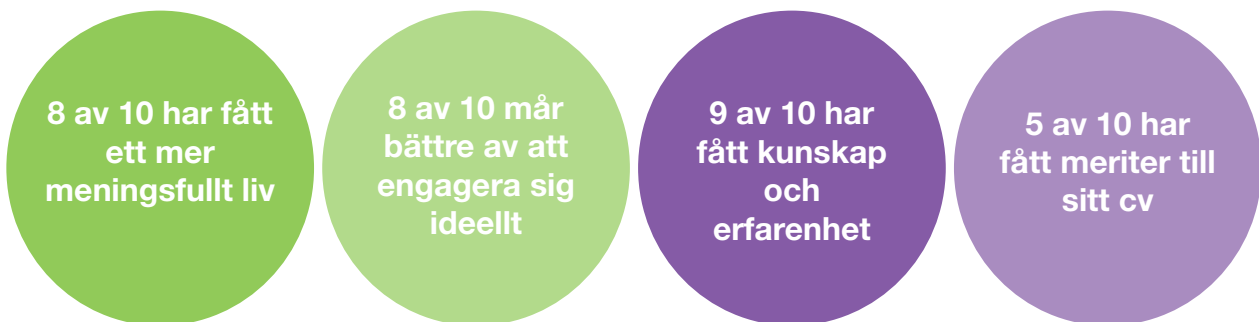 8 av 10 har fått
ett mer
meningsfullt liv
8 av 10 mår
bättre av att
engagera sig
ideellt
9 av 10 har
fått kunskap
och
erfarenhet
5 av 10 har
fått meriter till
sitt cv